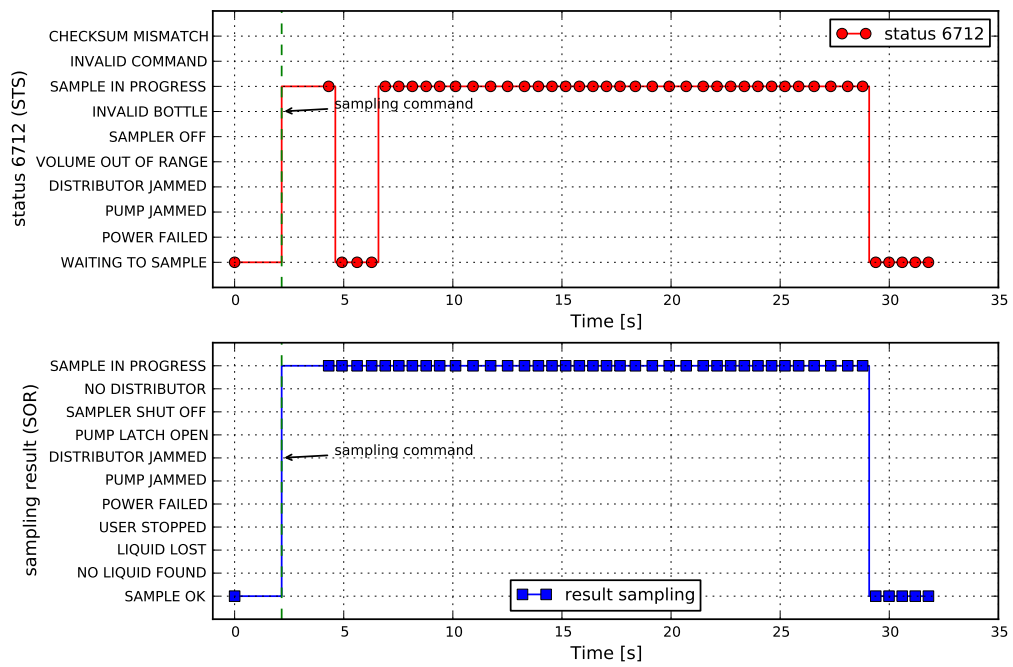 status 6712
CHECKSUM MISMATCH
INVALID COMMAND
SAMPLE IN PROGRESS
INVALID BOTTLE
SAMPLER OFF
VOLUME OUT OF RANGE
DISTRIBUTOR JAMMED
PUMP JAMMED
POWER FAILED
WAITING TO SAMPLE
status 6712 (STS)
sampling command
0 5 10 15 20 25 30 35
Time [s]
SAMPLE IN PROGRESS
NO DISTRIBUTOR
SAMPLER SHUT OFF
PUMP LATCH OPEN
DISTRIBUTOR JAMMED
PUMP JAMMED
POWER FAILED
USER STOPPED
LIQUID LOST
NO LIQUID FOUND
SAMPLE OK
sampling result (SOR)
sampling command
result sampling
0 5 10 15 20 25 30 35
Time [s]